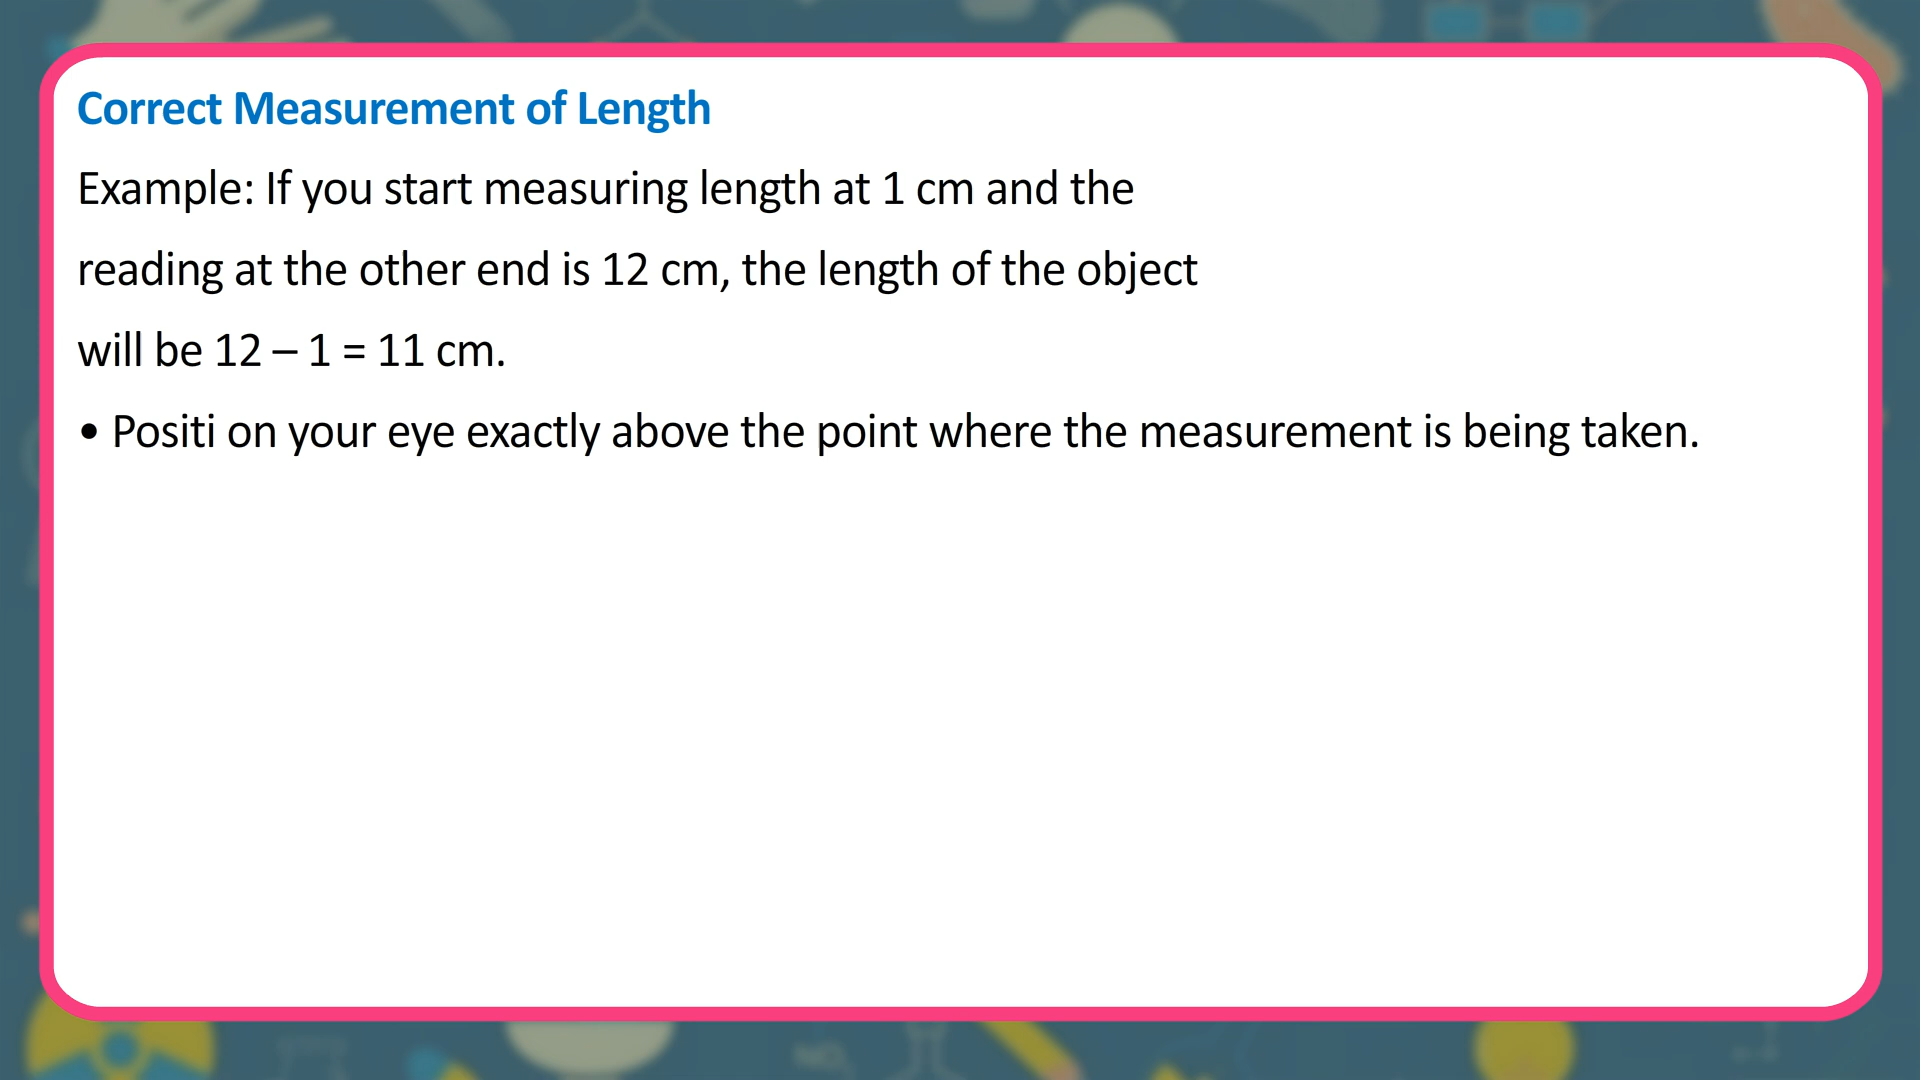 Correct Measurement of Length
Example: If you start measuring length at 1 cm and the
reading at the other end is 12 cm, the length of the object
will be 12 – 1 = 11 cm.
• Positi on your eye exactly above the point where the measurement is being taken.
NO